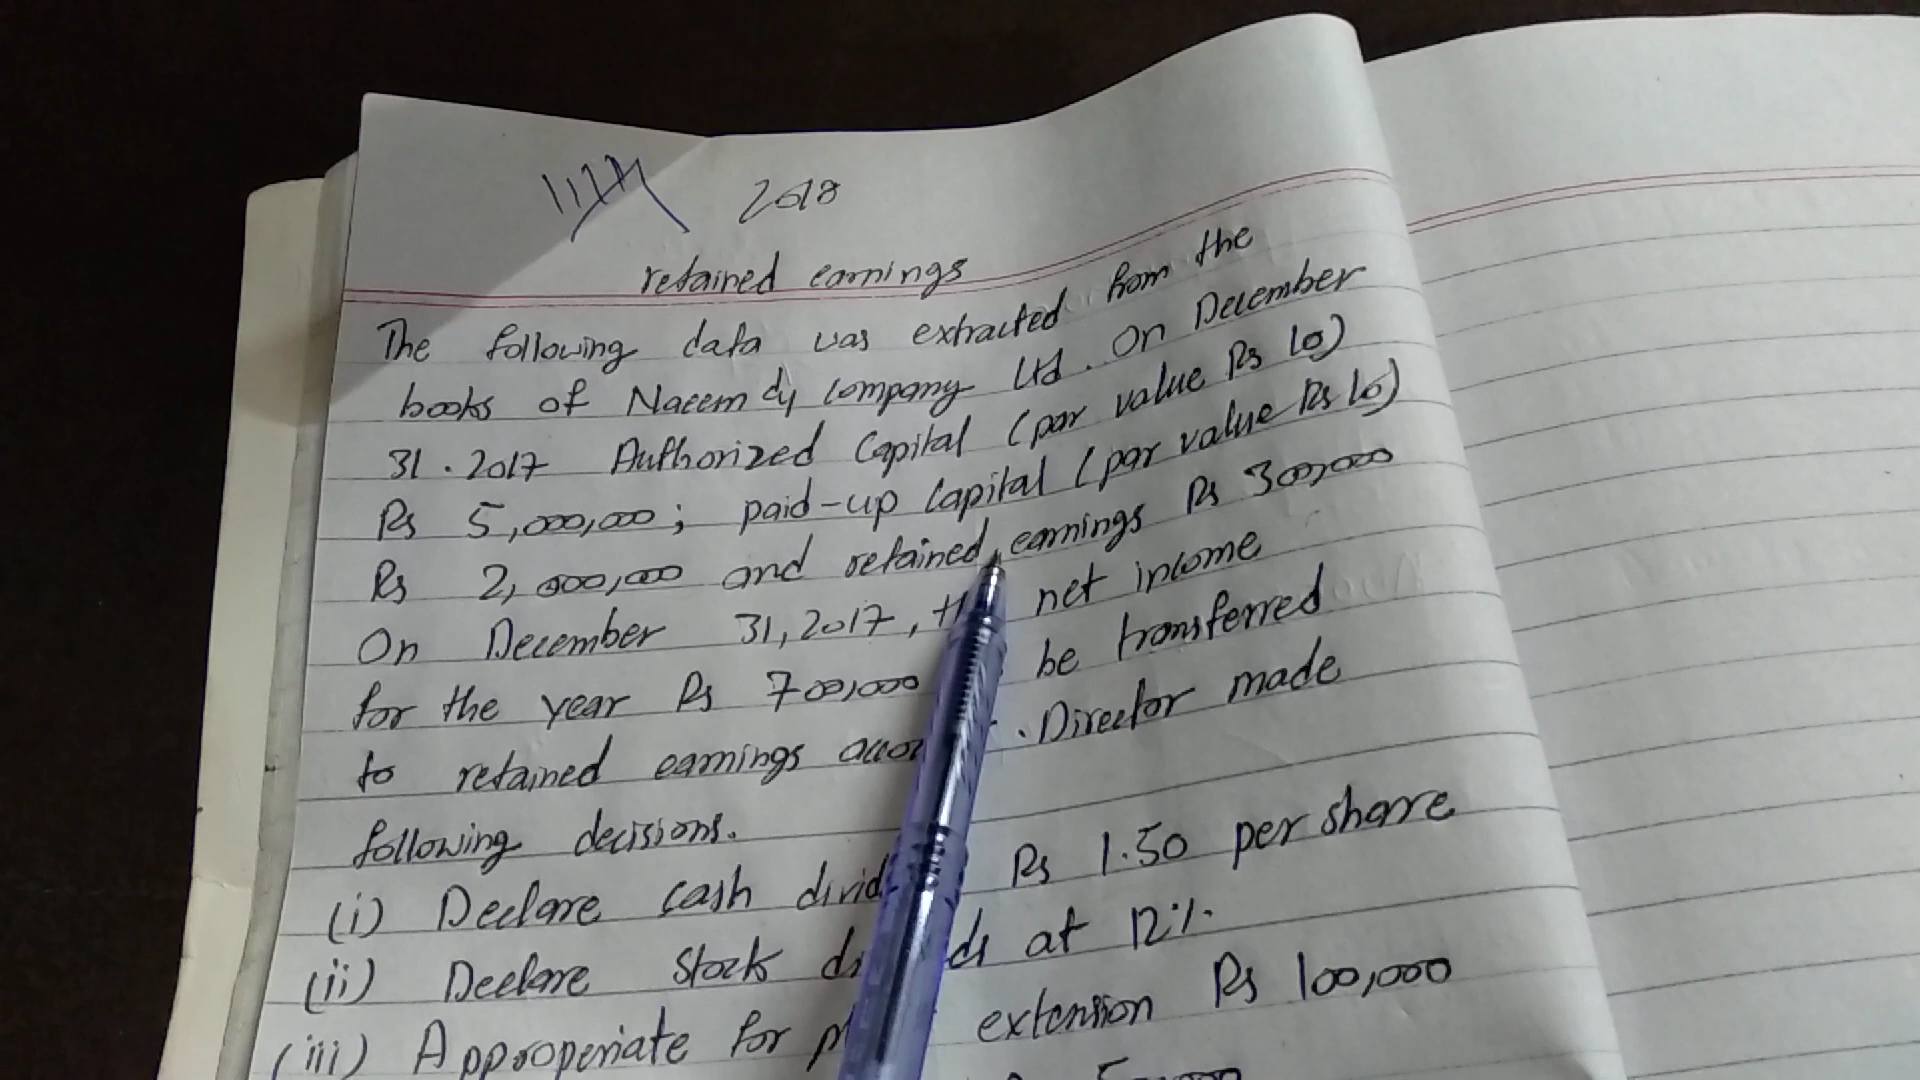 2018
retained earnings
The following data was extracted from the
books of Naeem dy Company Ltd. On December
31.2017 Authorized Capital (par value Rs 10)
Rs 5,000,000; paid-up Capital (par value Rs 10)
Rs 2,000,000 and retained earnings Rs 300,000
On December 31, 2017, net income
for the year Rs 700,000 be transferred
to retained earnings . Director made
following decisions.
(i) Declare cash Rs 1.50 per share
(ii) Declare Stock at 12%.
(iii) Appropeniate for extension Rs 100,000